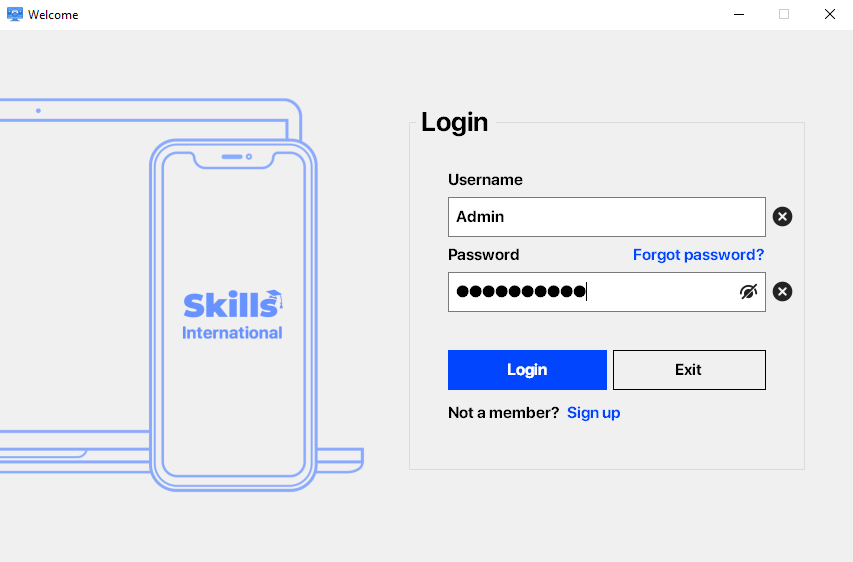 Welcome
Login
Username
Admin
Password Forgot password?
●●●●●●●●●●
Skills
International
Login Exit
Not a member? Sign up